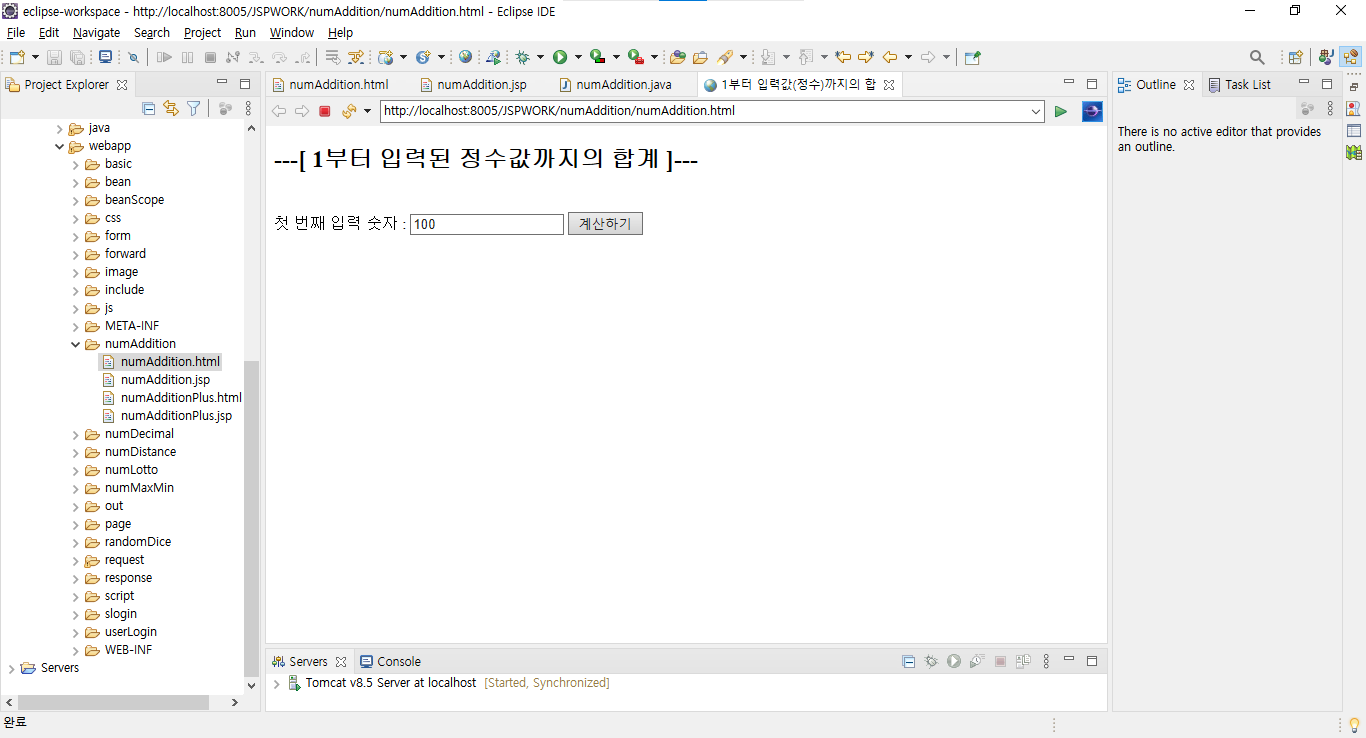 eclipse-workspace - http://localhost:8005/JSPWORK/numAddition/numAddition.html - Eclipse IDE
File Edit Navigate Search Project Run Window Help
Project Explorer
java
webapp
basic
bean
beanScope
css
form
forward
image
include
js
META-INF
numAddition
numAddition.html
numAddition.jsp
numAdditionPlus.html
numAdditionPlus.jsp
numDecimal
numDistance
numLotto
numMaxMin
out
page
randomDice
request
response
script
slogin
userLogin
WEB-INF
Servers
numAddition.html numAddition.jsp numAddition.java 1부터 입력값(정수)까지의 합
http://localhost:8005/JSPWORK/numAddition/numAddition.html
---[ 1부터 입력된 정수값까지의 합계 ]---
첫 번째 입력 숫자 : 100 계산하기
Servers Console
Tomcat v8.5 Server at localhost [Started, Synchronized]
Outline Task List
There is no active editor that provides
an outline.
완료